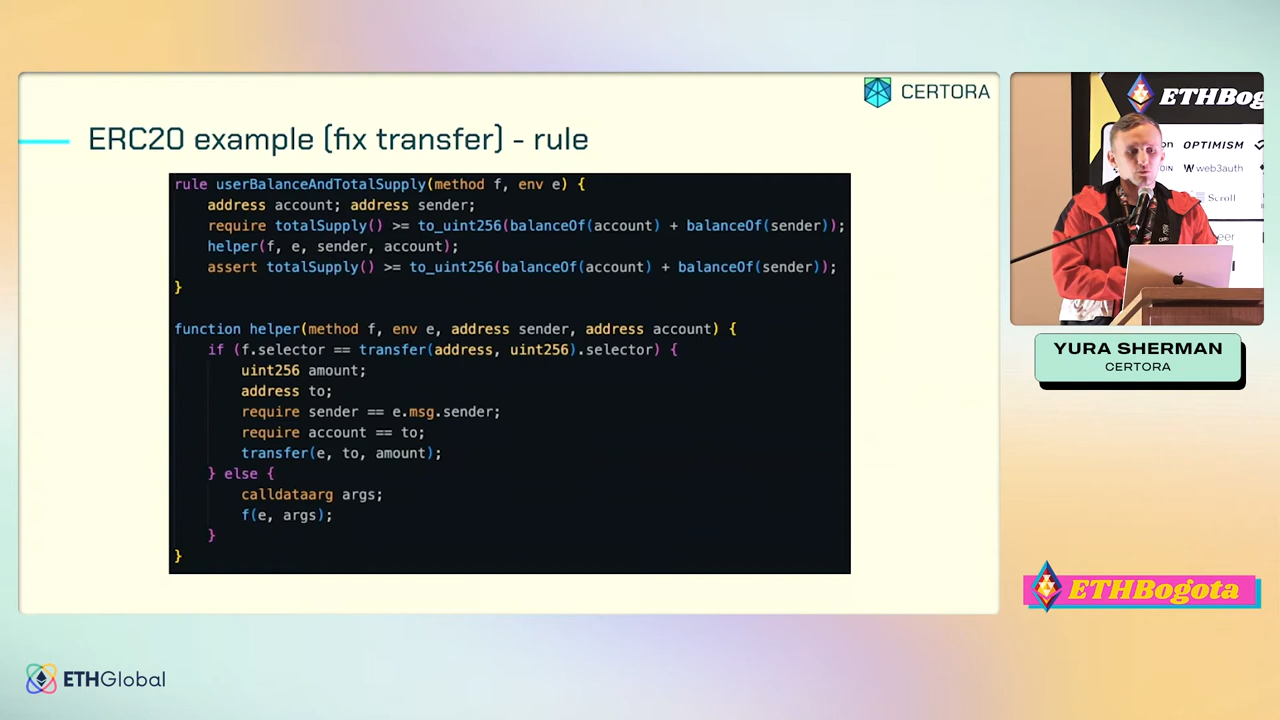 CERTORA
ERC20 example (fix transfer) - rule
rule userBalanceAndTotalSupply(method f, env e) {
    address account; address sender;
    require totalSupply() >= to_uint256(balanceOf(account) + balanceOf(sender));
    helper(f, e, sender, account);
    assert totalSupply() >= to_uint256(balanceOf(account) + balanceOf(sender));
}
function helper(method f, env e, address sender, address account) {
    if (f.selector == transfer(address, uint256).selector) {
        uint256 amount;
        address to;
        require sender == e.msg.sender;
        require account == to;
        transfer(e, to, amount);
    } else {
        calldataarg args;
        f(e, args);
    }
}
ETHBog
OPTIMISM
web3auth
Scroll
YURA SHERMAN
CERTORA
ETHBogota
ETHGlobal